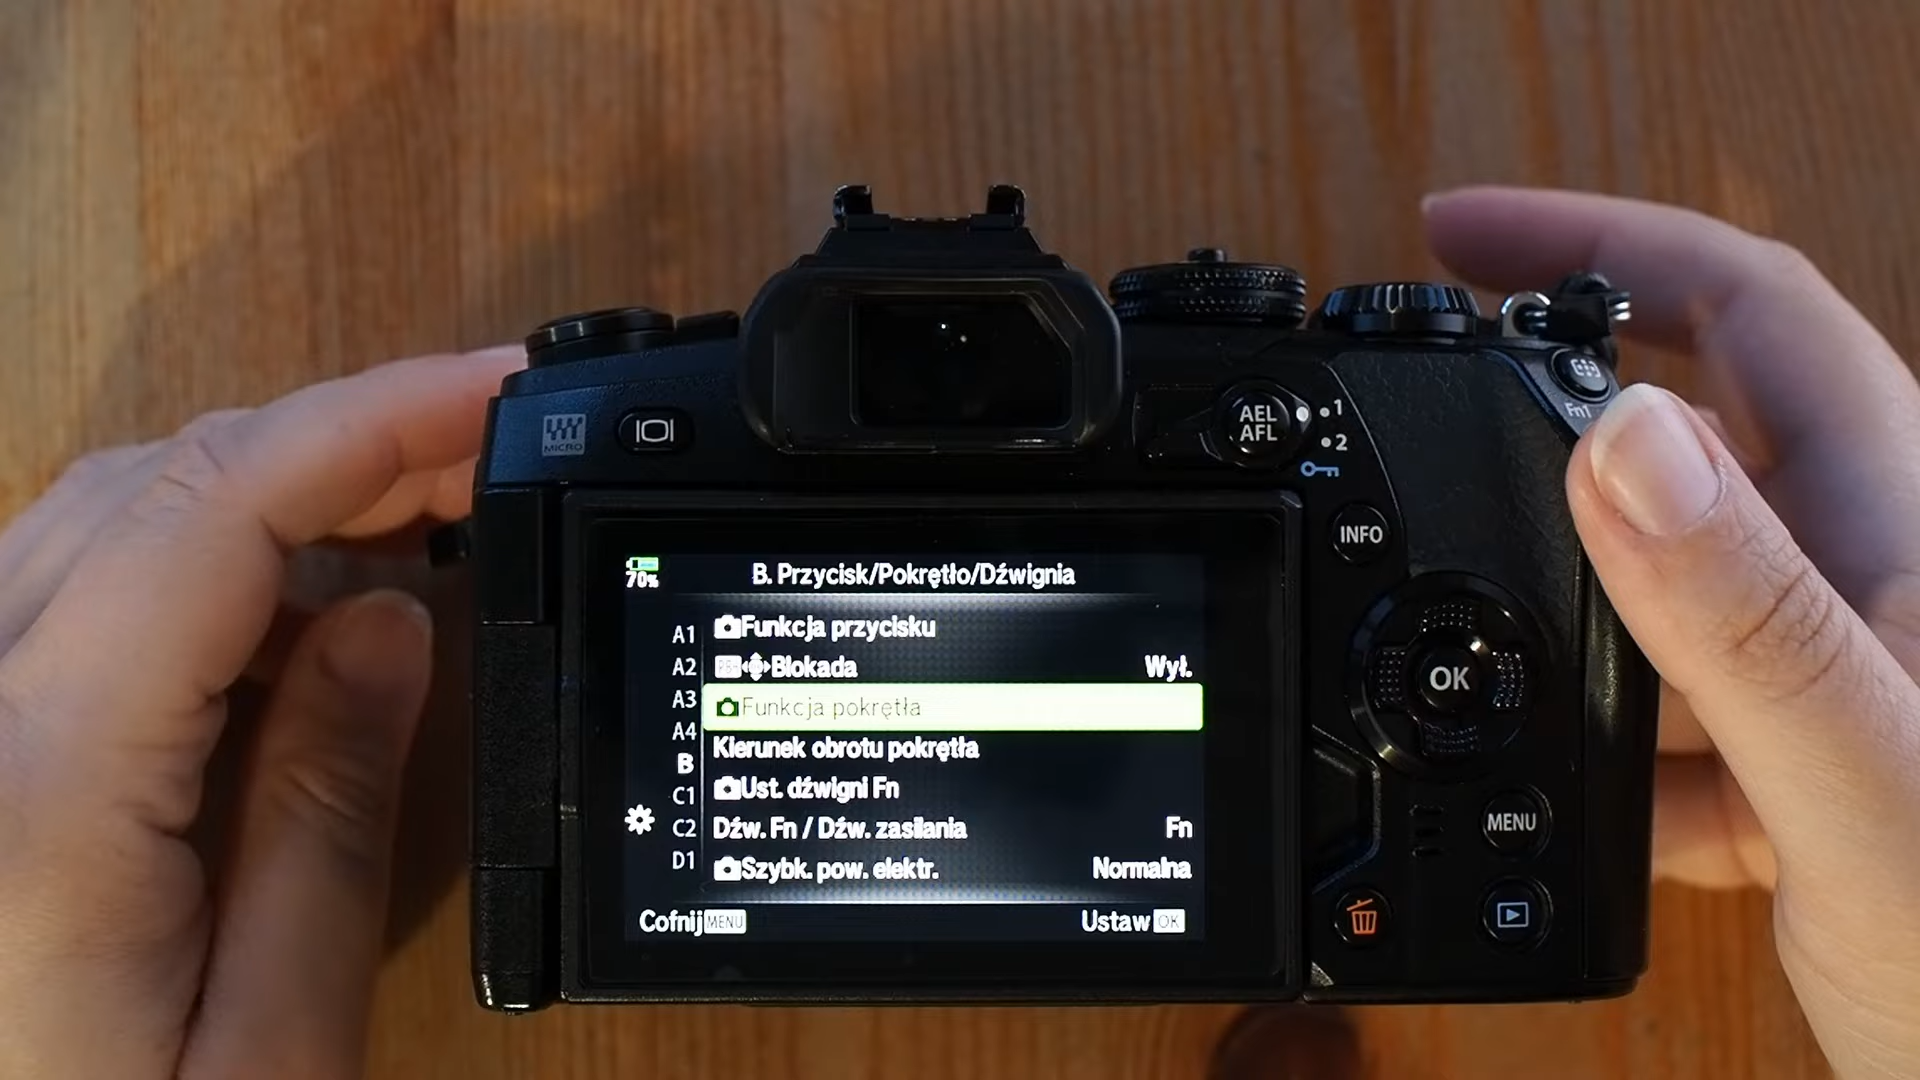 MICRO
AEL
AFL
1
2
Fn1
INFO
70%
B. Przycisk/Pokrętło/Dźwignia
A1
A2
A3
A4
B
C1
C2
D1
Funkcja przycisku
Blokada Wył.
Funkcja pokrętła
Kierunek obrotu pokrętła
Ust. dźwigni Fn
Dźw. Fn / Dźw. zasilania Fn
Szybk. pow. elektr. Normalna
Cofnij MENU
Ustaw OK
OK
MENU